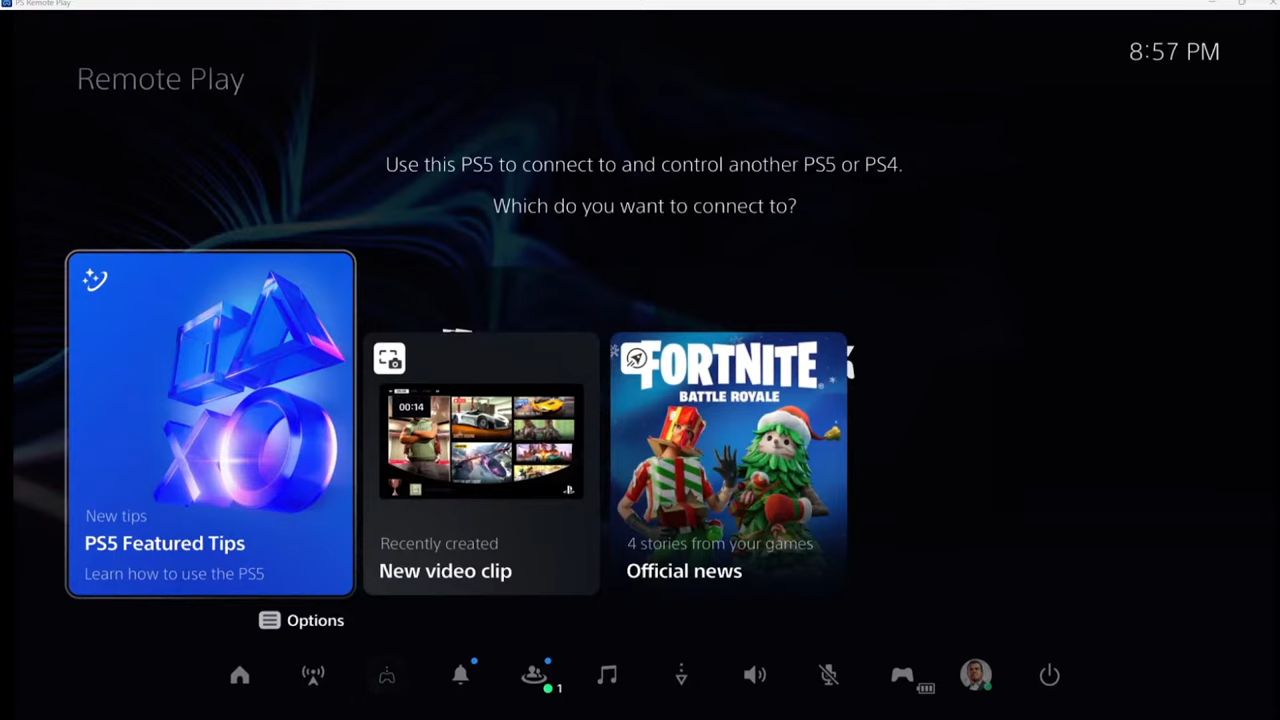 PS Remote Play
8:57 PM
Remote Play
Use this PS5 to connect to and control another PS5 or PS4.
Which do you want to connect to?
New tips
PS5 Featured Tips
Learn how to use the PS5
00:14
Recently created
New video clip
FORTNITE
BATTLE ROYALE
4 stories from your games
Official news
Options
1